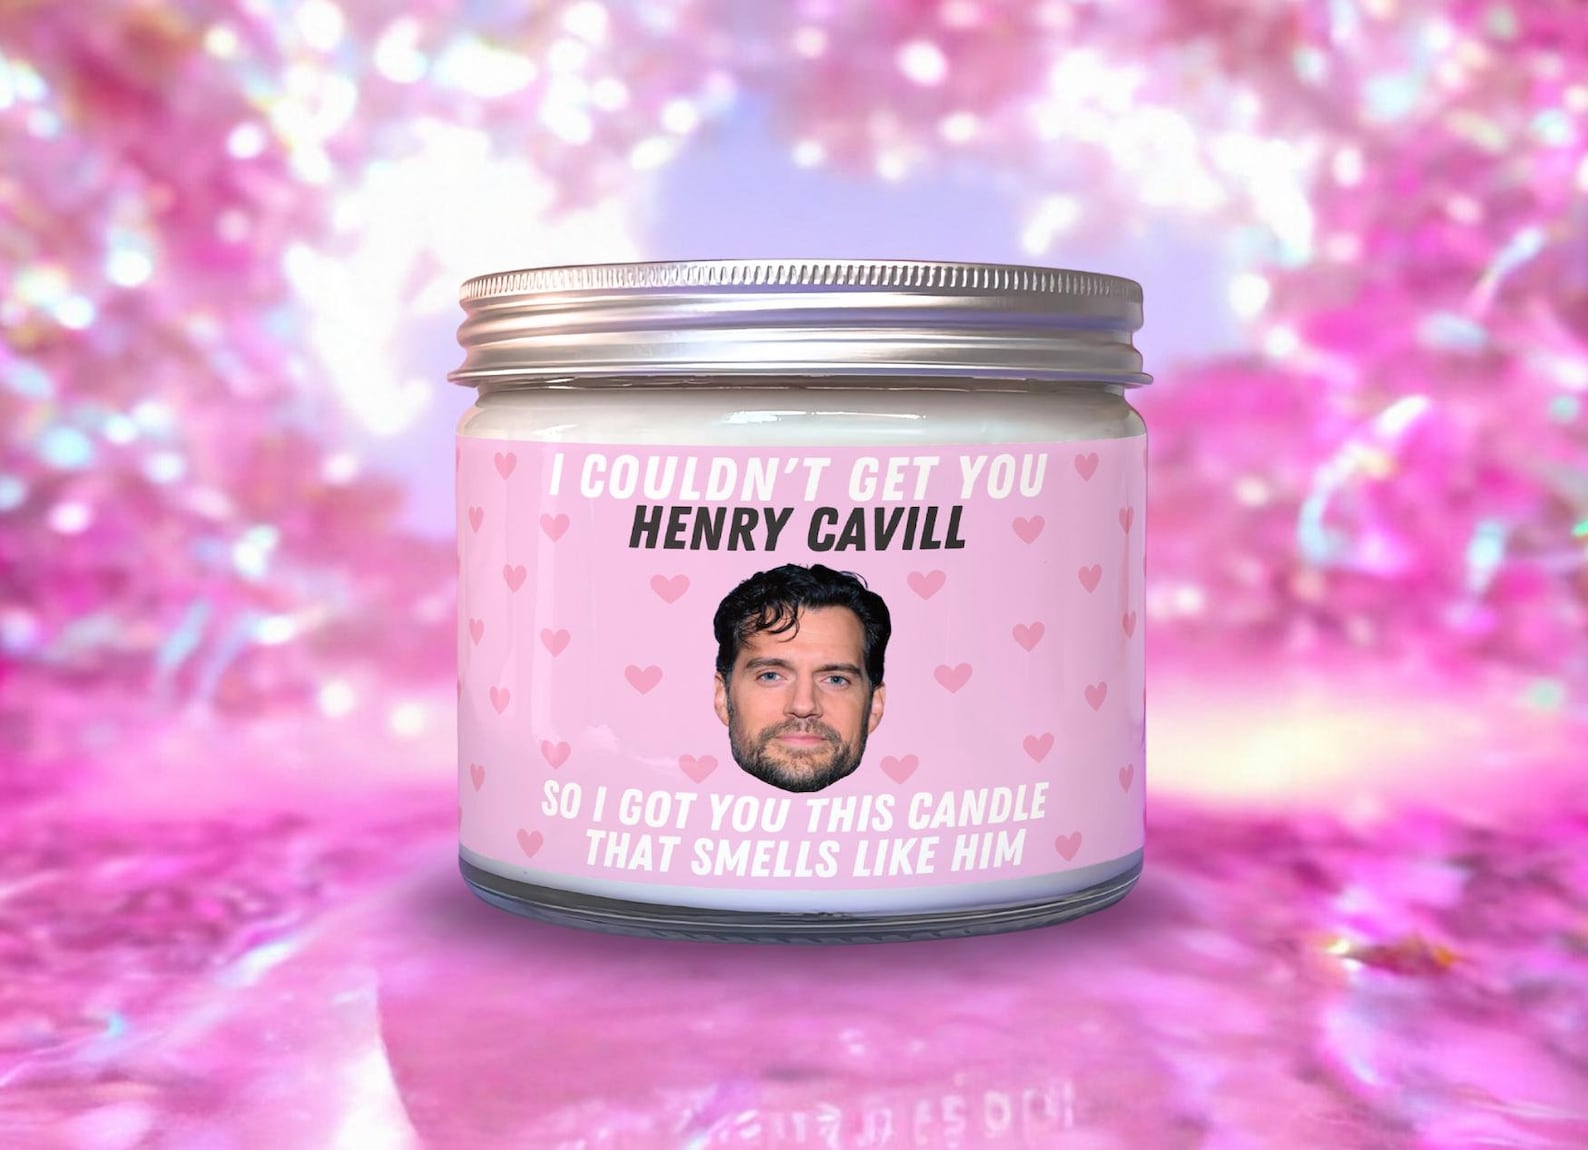 I COULDN'T GET YOU
HENRY CAVILL
SO I GOT YOU THIS CANDLE
THAT SMELLS LIKE HIM